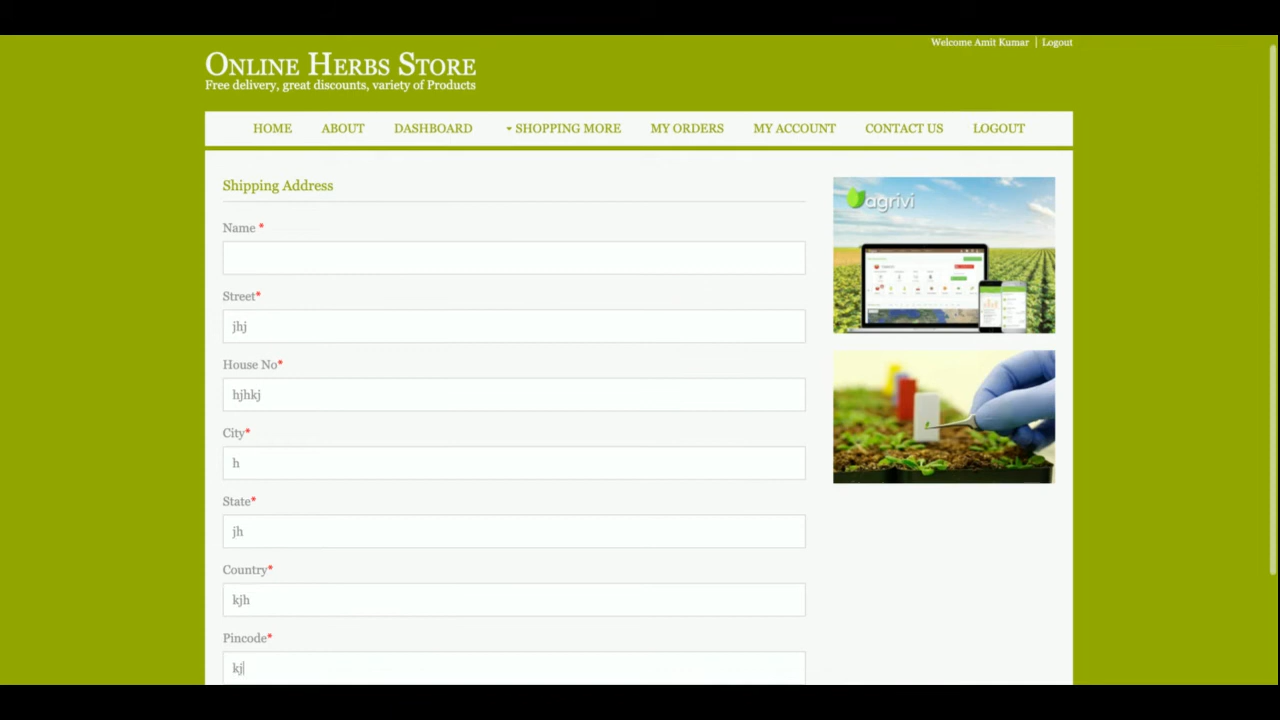 Welcome Amit Kumar | Logout
ONLINE HERBS STORE
Free delivery, great discounts, variety of Products
HOME ABOUT DASHBOARD SHOPPING MORE MY ORDERS MY ACCOUNT CONTACT US LOGOUT
Shipping Address
agrivi
Name *
Street*
jhj
House No*
hjhkj
City*
h
State*
jh
Country*
kjh
Pincode*
kj